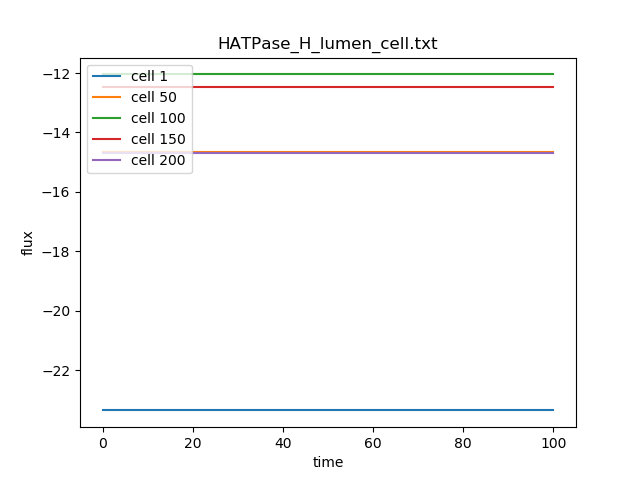 HATPase_H_lumen_cell.txt
cell 1
cell 50
cell 100
cell 150
cell 200
−12
−14
−16
−18
−20
−22
flux
0 20 40 60 80 100
time